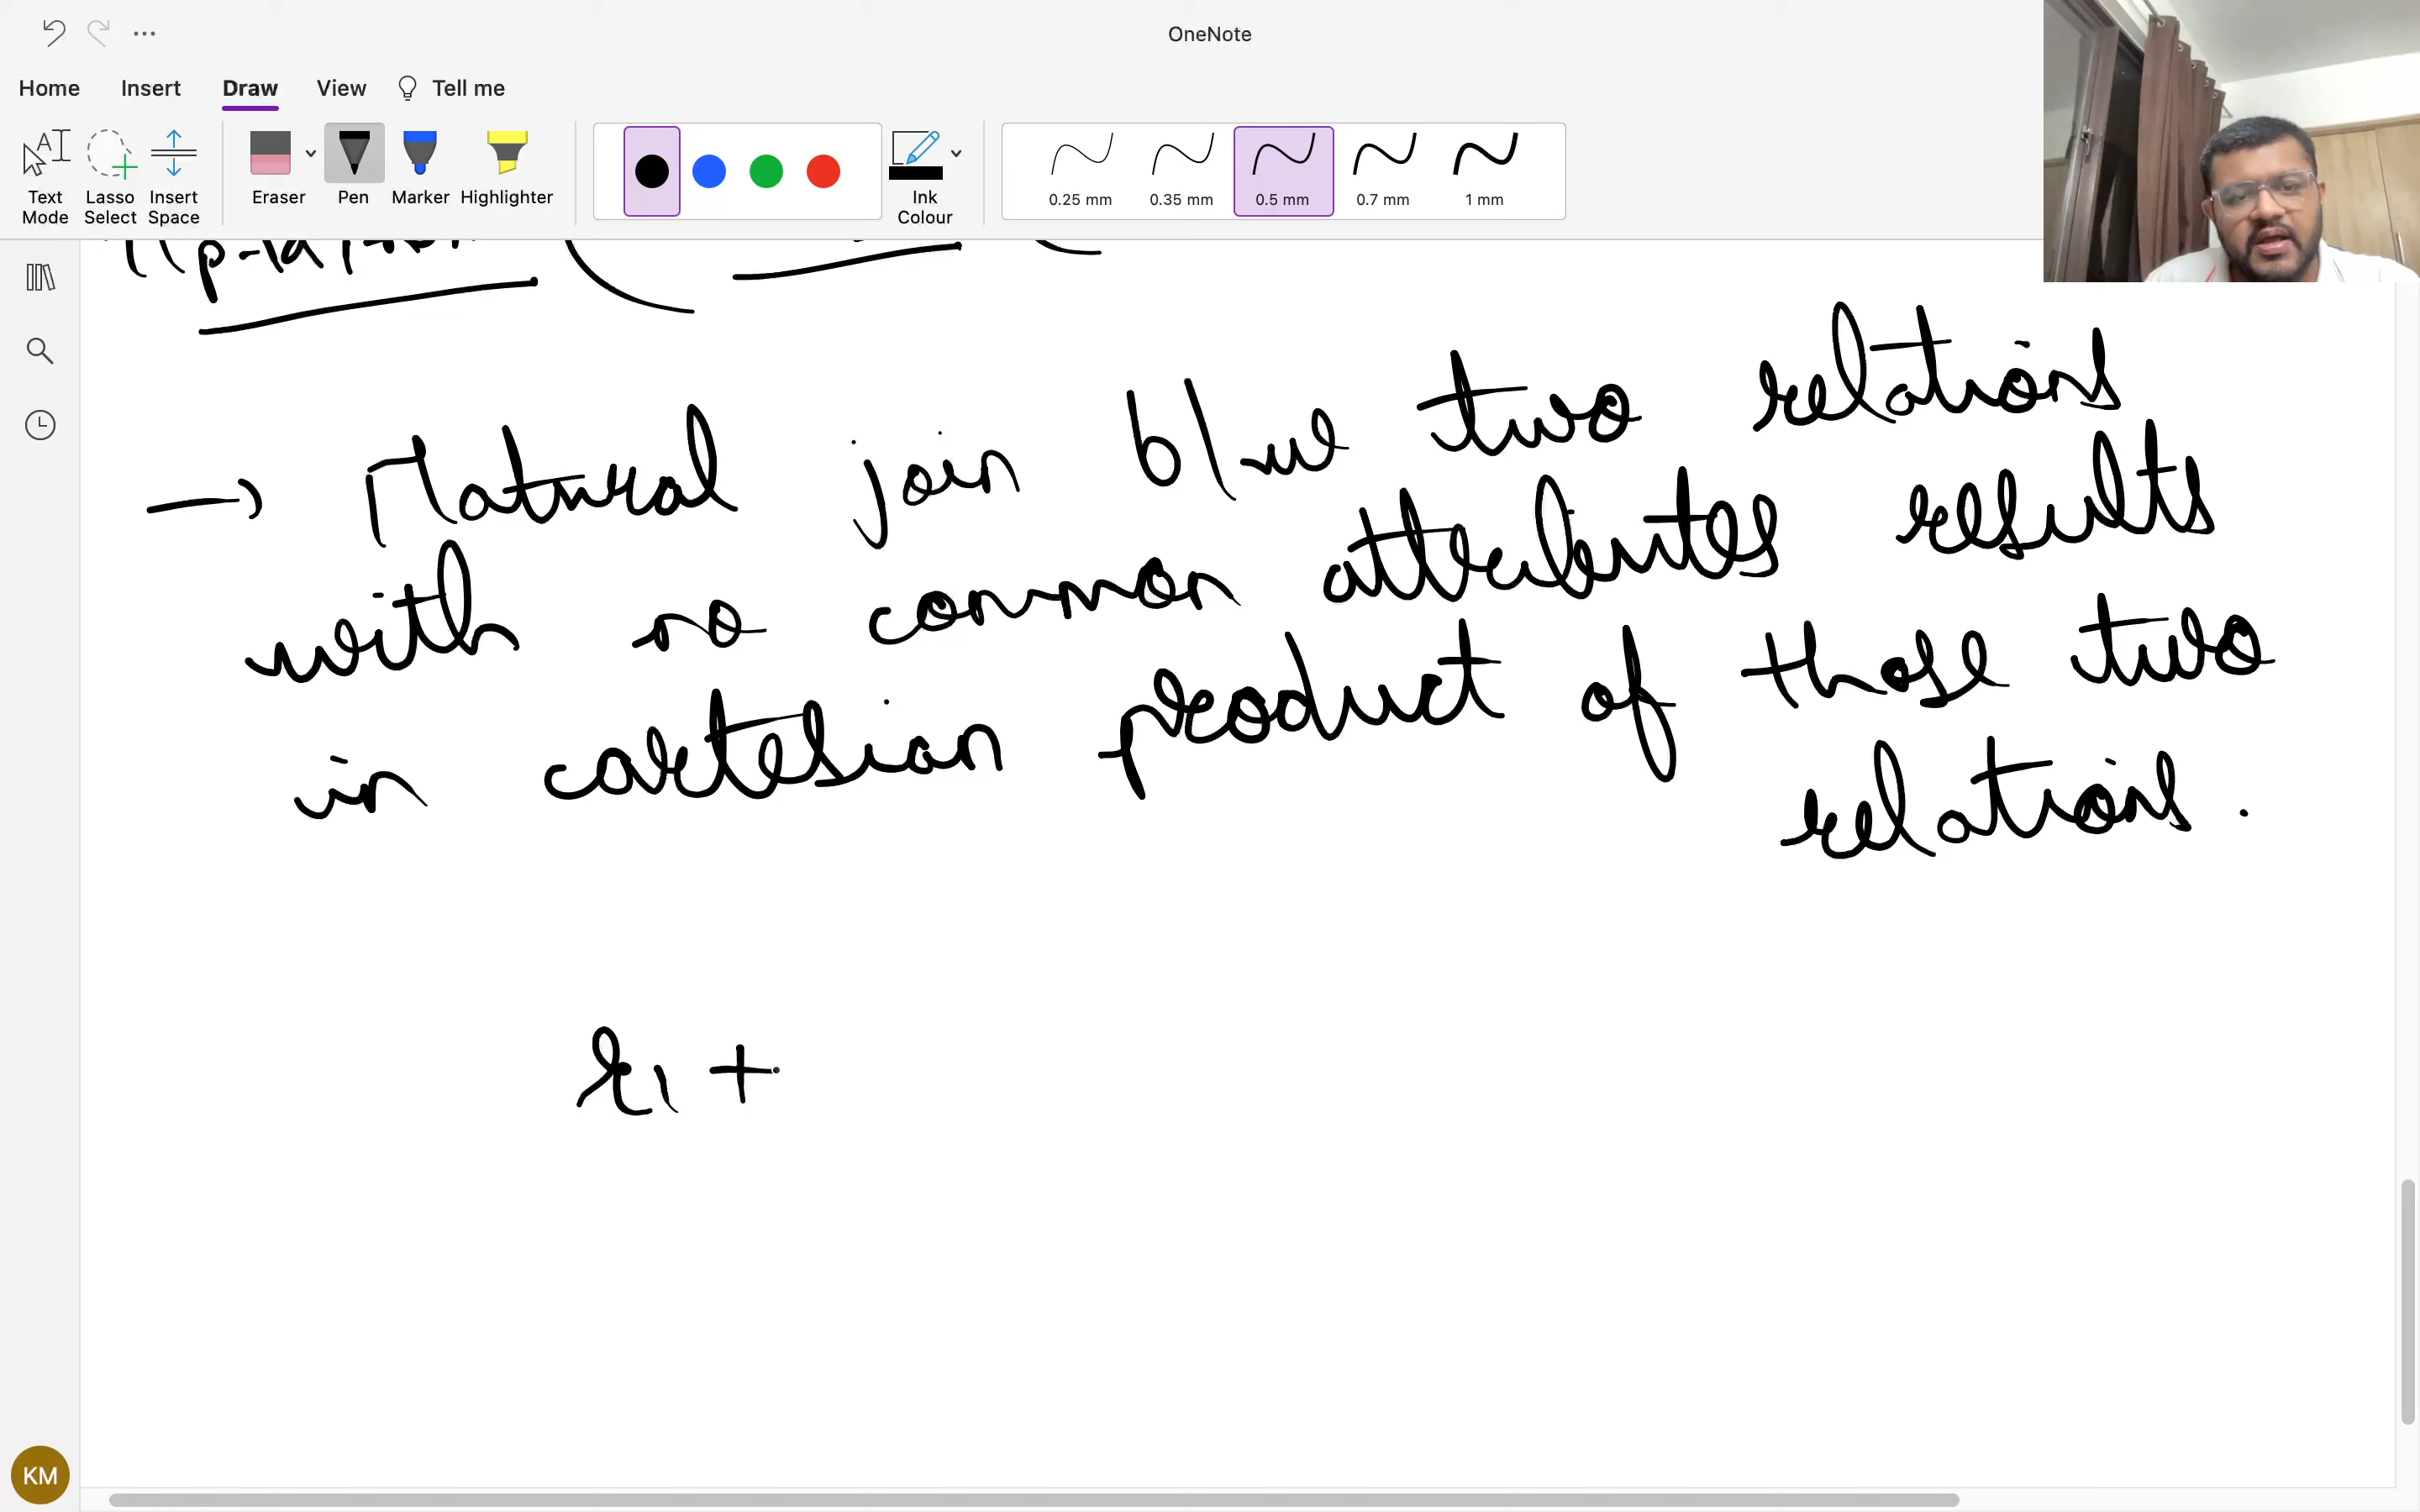 OneNote
Home Insert Draw View Tell me
Text Mode Lasso Select Insert Space Eraser Pen Marker Highlighter Ink Colour 0.25 mm 0.35 mm 0.5 mm 0.7 mm 1 mm
→ Natural join b/w two relations
with no common attributes results
in cartesian product of those two
relations.
r1 +
KM